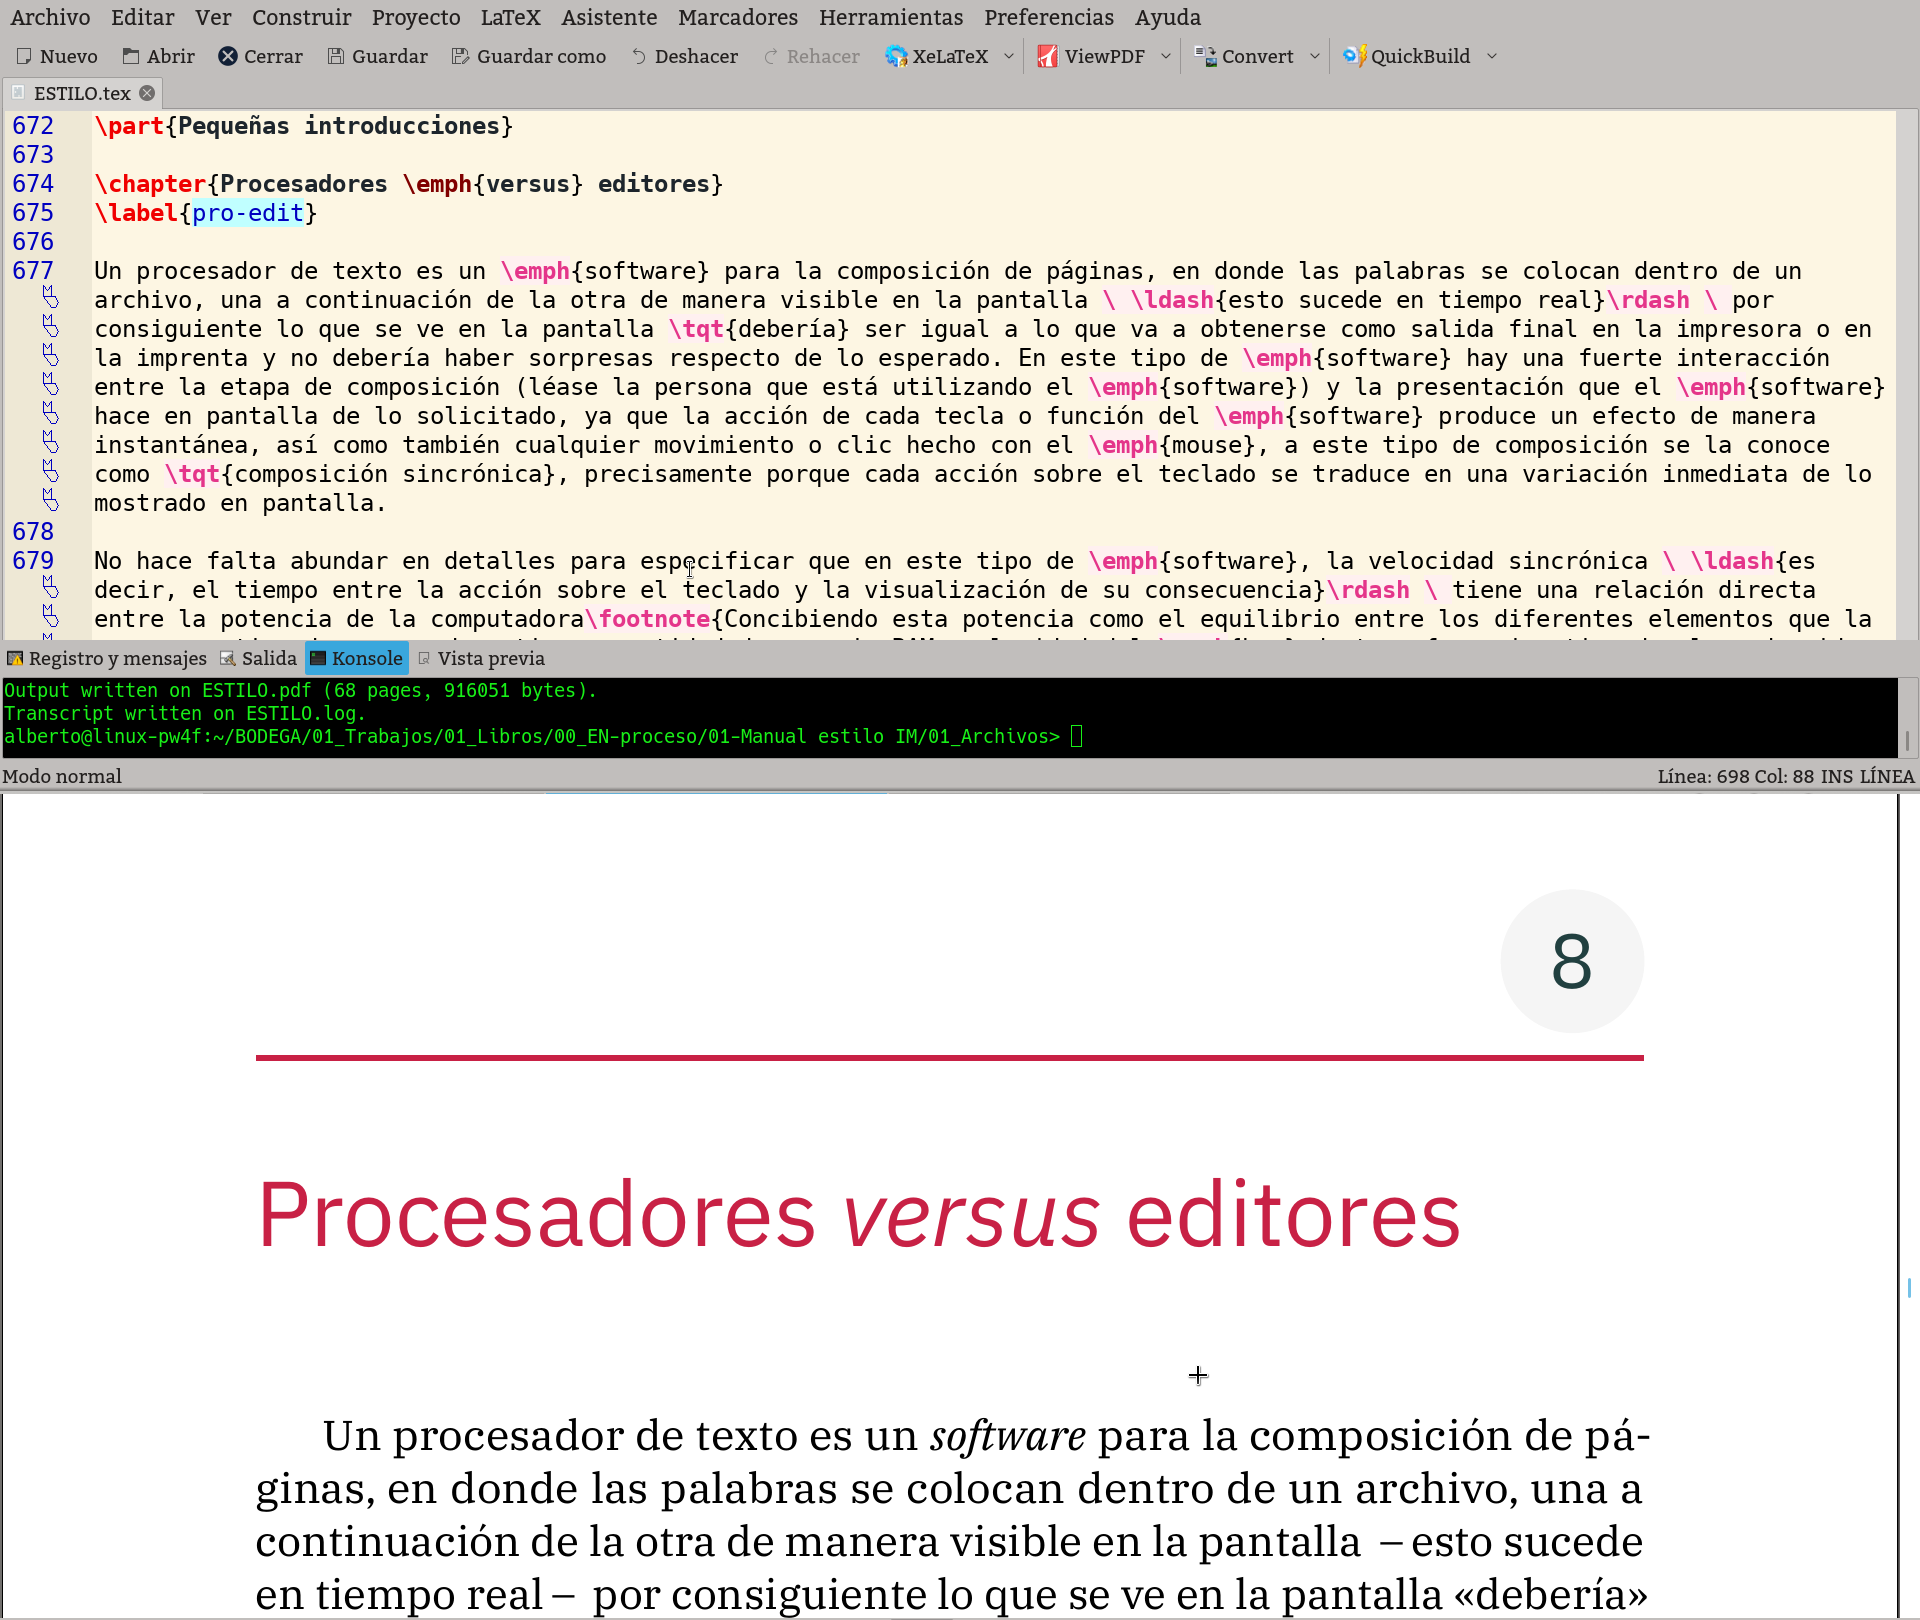 Archivo Editar Ver Construir Proyecto LaTeX Asistente Marcadores Herramientas Preferencias Ayuda
Nuevo Abrir Cerrar Guardar Guardar como Deshacer Rehacer XeLaTeX ViewPDF Convert QuickBuild
ESTILO.tex
672 \part{Pequeñas introducciones}
673
674 \chapter{Procesadores \emph{versus} editores}
675 \label{pro-edit}
676
677 Un procesador de texto es un \emph{software} para la composición de páginas, en donde las palabras se colocan dentro de un
archivo, una a continuación de la otra de manera visible en la pantalla \ \ldash{esto sucede en tiempo real}\rdash \ por
consiguiente lo que se ve en la pantalla \tqt{debería} ser igual a lo que va a obtenerse como salida final en la impresora o en
la imprenta y no debería haber sorpresas respecto de lo esperado. En este tipo de \emph{software} hay una fuerte interacción
entre la etapa de composición (léase la persona que está utilizando el \emph{software}) y la presentación que el \emph{software}
hace en pantalla de lo solicitado, ya que la acción de cada tecla o función del \emph{software} produce un efecto de manera
instantánea, así como también cualquier movimiento o clic hecho con el \emph{mouse}, a este tipo de composición se la conoce
como \tqt{composición sincrónica}, precisamente porque cada acción sobre el teclado se traduce en una variación inmediata de lo
mostrado en pantalla.
678
679 No hace falta abundar en detalles para especificar que en este tipo de \emph{software}, la velocidad sincrónica \ \ldash{es
decir, el tiempo entre la acción sobre el teclado y la visualización de su consecuencia}\rdash \ tiene una relación directa
entre la potencia de la computadora\footnote{Concibiendo esta potencia como el equilibrio entre los diferentes elementos que la
Registro y mensajes Salida Konsole Vista previa
Output written on ESTILO.pdf (68 pages, 916051 bytes).
Transcript written on ESTILO.log.
alberto@linux-pw4f:~/BODEGA/01_Trabajos/01_Libros/00_EN-proceso/01-Manual estilo IM/01_Archivos>
Modo normal Línea: 698 Col: 88 INS LÍNEA
8
Procesadores versus editores
Un procesador de texto es un software para la composición de pá-
ginas, en donde las palabras se colocan dentro de un archivo, una a
continuación de la otra de manera visible en la pantalla –esto sucede
en tiempo real– por consiguiente lo que se ve en la pantalla «debería»